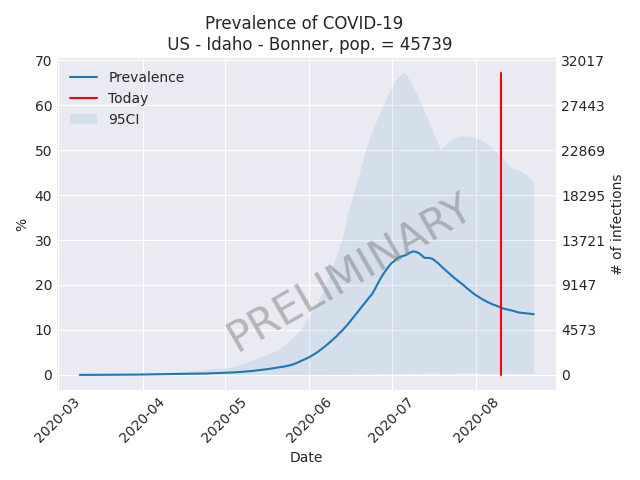 Prevalence of COVID-19
US - Idaho - Bonner, pop. = 45739
Prevalence
Today
95CI
70
60
50
40
30
20
10
0
%
32017
27443
22869
18295
13721
9147
4573
0
# of infections
PRELIMINARY
2020-03
2020-04
2020-05
2020-06
2020-07
2020-08
Date